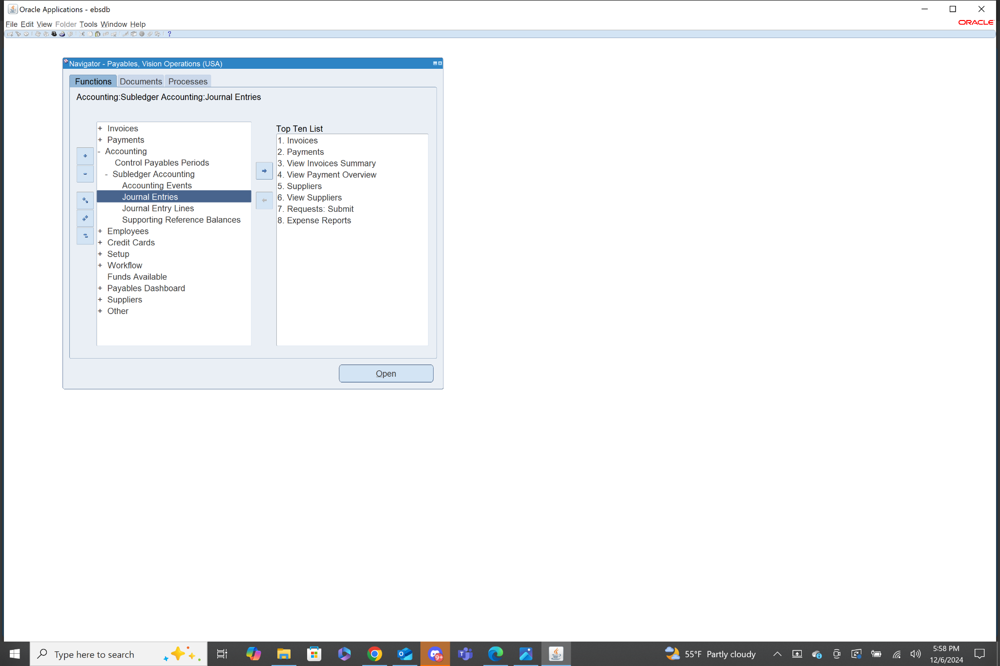 Oracle Applications - ebsdb
File Edit View Folder Tools Window Help
ORACLE
?
Navigator - Payables, Vision Operations (USA)
Functions Documents Processes
Accounting:Subledger Accounting:Journal Entries
+ Invoices
+ Payments
- Accounting
Control Payables Periods
- Subledger Accounting
Accounting Events
Journal Entries
Journal Entry Lines
Supporting Reference Balances
+ Employees
+ Credit Cards
+ Setup
+ Workflow
Funds Available
+ Payables Dashboard
+ Suppliers
+ Other
Top Ten List
1. Invoices
2. Payments
3. View Invoices Summary
4. View Payment Overview
5. Suppliers
6. View Suppliers
7. Requests: Submit
8. Expense Reports
Open
Type here to search
9+
55°F Partly cloudy
5:58 PM
12/6/2024